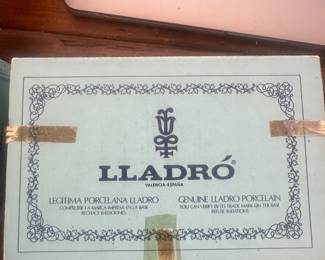 LLADRÓ
VALENCIA-ESPAÑA
LEGITIMA PORCELANA LLADRO
COMPRUEBE LA MARCA IMPRESA EN LA BASE
RECHACE IMITACIONES
GENUINE LLADRO PORCELAIN
YOU CAN VERIFY BY ITS TRADE MARK ON THE BASE
REFUSE IMITATIONS